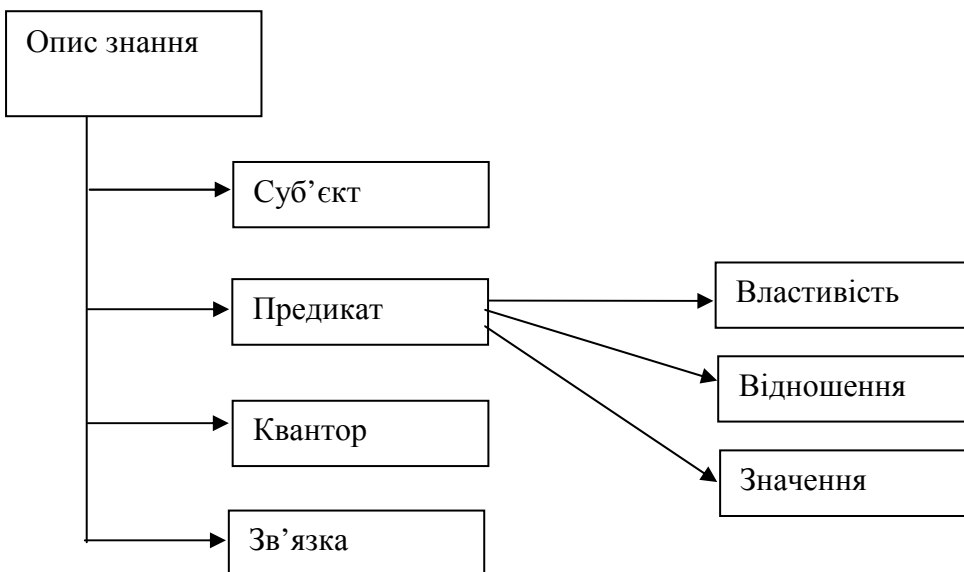 Опис знання
Суб’єкт
Предикат
Властивість
Відношення
Квантор
Значення
Зв’язка